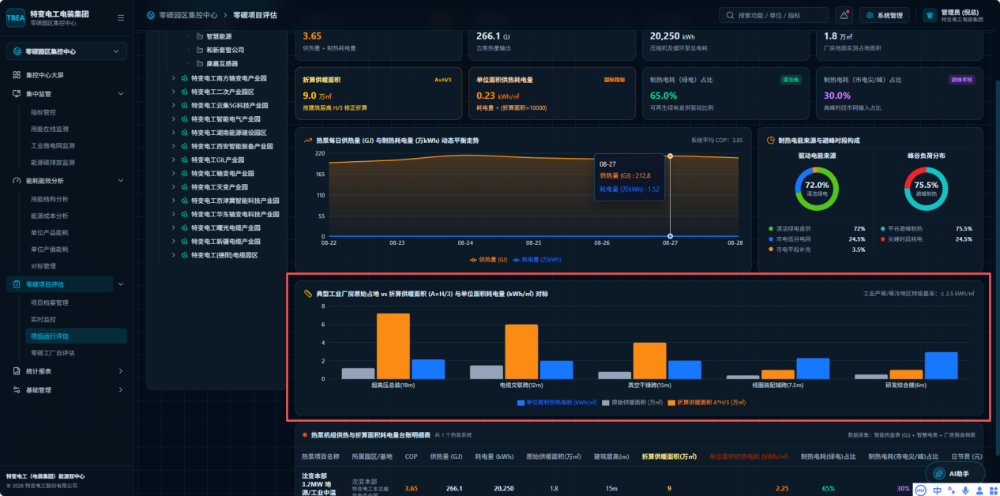 TBEA
特变电工电装集团
零碳园区集控中心
零碳园区集控中心
集控中心大屏
集中监管
指标管控
用能在线监测
工业微电网监测
能源碳排放监测
能耗能效分析
用能结构分析
能源成本分析
单位产品能耗
单位产值能耗
对标管理
零碳项目评估
项目档案管理
实时监控
项目运行评估
零碳工厂自评估
统计报表
基础管理
特变电工（电装集团）能源双中心
© 2026 特变电工股份有限公司
零碳园区集控中心 > 零碳项目评估
搜索功能 / 单位 / 指标
系统管理
管
管理员 (倪总)
特变电工电装集团
智慧能源
和新套管公司
康嘉互感器
特变电工南方输变电产业园
特变电工二次产业园区
特变电工云集5G科技产业园
特变电工智能电气产业园
特变电工湖南能源建设园区
特变电工西安智能装备产业园
特变电工GIL产业园
特变电工输变电产业园
特变电工天变产业园
特变电工京津冀智能科技产业园
特变电工华东输变电科技产业园
特变电工曙光电缆产业园
特变电工新疆电缆产业园
特变电工(德阳)电缆园区
3.65
供热量 ÷ 制热耗电量
266.1 GJ
吉焦热量输出
20,250 kWh
压缩机及循环泵总电耗
1.8 万㎡
厂房地面实测占地面积
折算供暖面积
A×H/3
9.0 万㎡
按建筑层高 H/3 修正折算
单位面积供热耗电量
国标指标
0.23 kWh/㎡
耗电量 ÷ (折算面积×10000)
制热电耗（绿电）占比
清洁电
65.0%
可再生绿电直供驱动比例
制热电耗（市电尖/峰）占比
避峰考核
30.0%
高峰时段市网输入占比
热泵每日供热量 (GJ) 与制热耗电量 (万kWh) 动态平衡走势
系统平均 COP：3.85
220
165
110
55
0
08-22
08-23
08-24
08-25
08-26
08-27
08-28
08-27
供热量 (GJ) : 212.8
耗电量 (万kWh) : 1.52
供热量 (GJ)
耗电量 (万kWh)
制热电能来源与避峰时段构成
驱动电能来源
72.0%
清洁绿电
清洁绿电直供 72%
市电低谷电网 24.5%
市电平段补充 3.5%
峰谷负荷分布
75.5%
避峰制热
平谷避峰制热 75.5%
尖峰时段耗电 24.5%
典型工业厂房原始占地 vs 折算供暖面积 (A×H/3) 与单位面积耗电量 (kWh/㎡) 对标
工业严寒/寒冷地区特级基准：≤ 2.5 kWh/㎡
8
6
4
2
0
超高压总装(18m)
电缆交联跨(12m)
真空干燥跨(15m)
线圈装配辅跨(7.5m)
研发综合楼(6m)
单位面积供热电耗 (kWh/㎡)
原始供暖面积 (万㎡)
折算供暖面积 A*H/3 (万㎡)
热泵机组供热与折算面积耗电量台账明细表 共 1 个热泵系统
数据采集：智能热量表 (GJ) + 智慧电表 + 厂房层高档案
热泵项目名称 所属园区/基地 COP 供热量 (GJ) 耗电量 (kWh) 原始供暖面积(万㎡) 建筑层高(m) 折算供暖面积(万㎡) 单位面积供热电耗 (kWh/㎡) 制热电耗(绿电)占比 制热电耗(市电尖/峰)占比 日节费 (元)
沈变本部
3.2MW 地
源/工业中温
沈变本部
特变电工东北输
3.65 266.1 20,250 1.8 15m 9 2.25 65% 30%
AI助手
iFLY
中